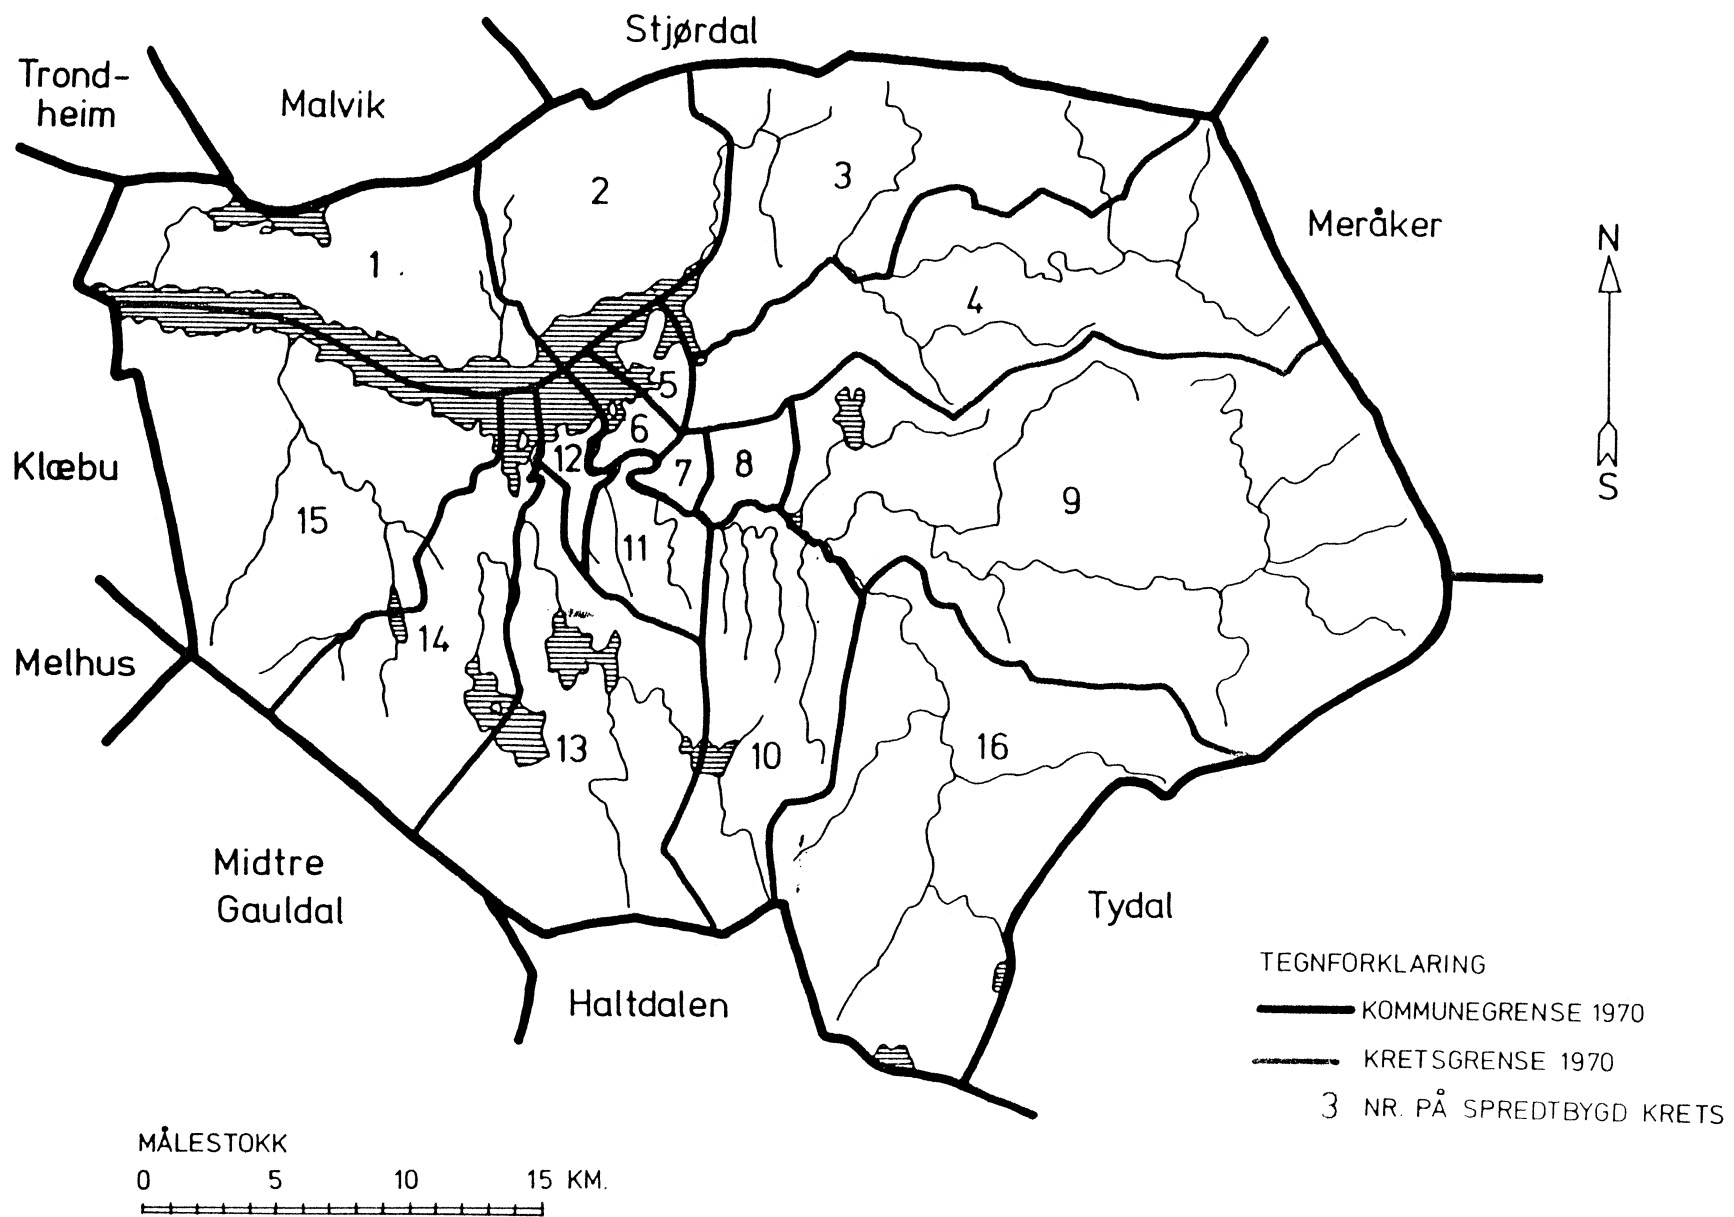 Stjørdal
Trond-
heim
Malvik
2
3
Meråker
N
1
4
5
6
12
7
8
Klæbu
S
15
9
11
14
Melhus
13
10
16
Midtre
Gauldal
Tydal
Haltdalen
TEGNFORKLARING
KOMMUNEGRENSE 1970
KRETSGRENSE 1970
3 NR. PÅ SPREDTBYGD KRETS
MÅLESTOKK
0 5 10 15 KM.